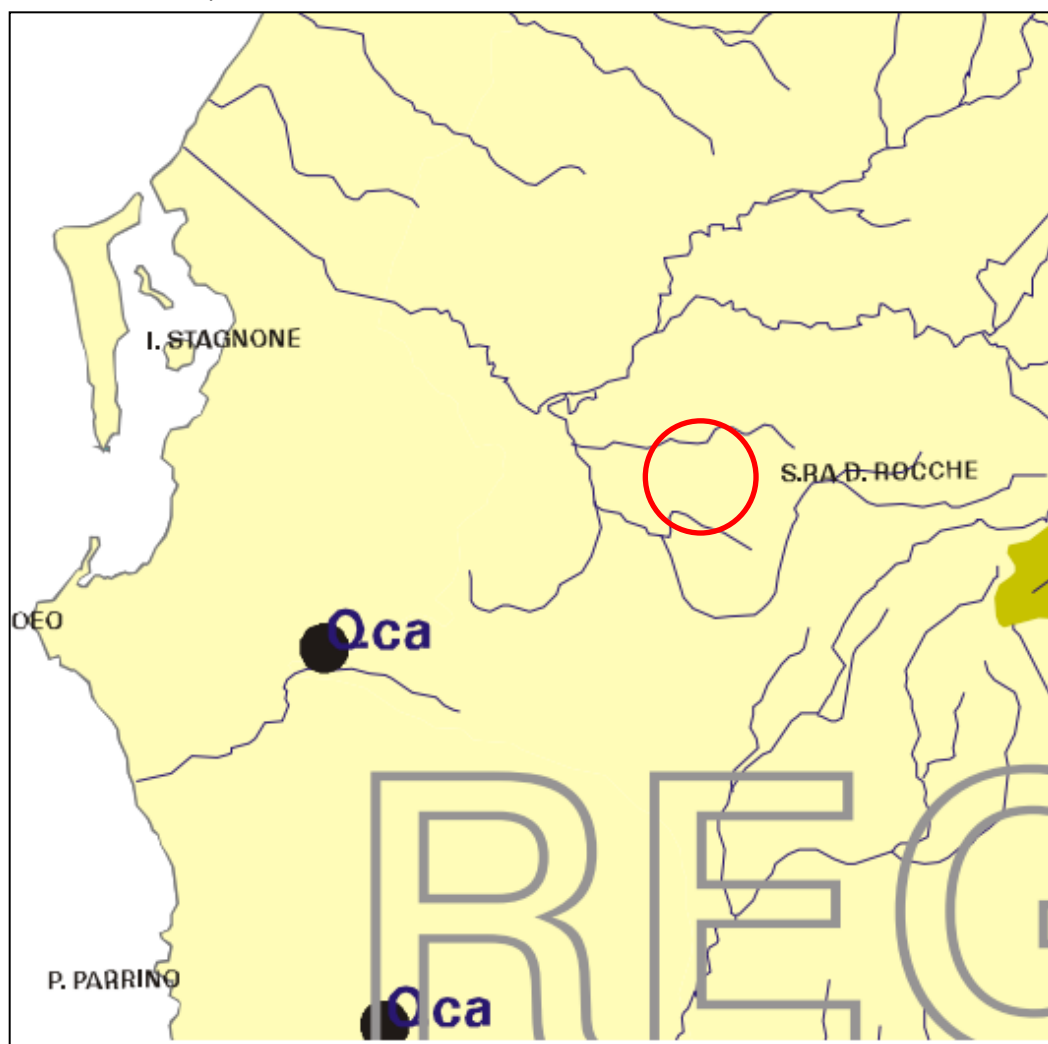 I. STAGNONE
S.RA D. ROCCHE
OEO
Qca
REG
P. PARRINO
Qca